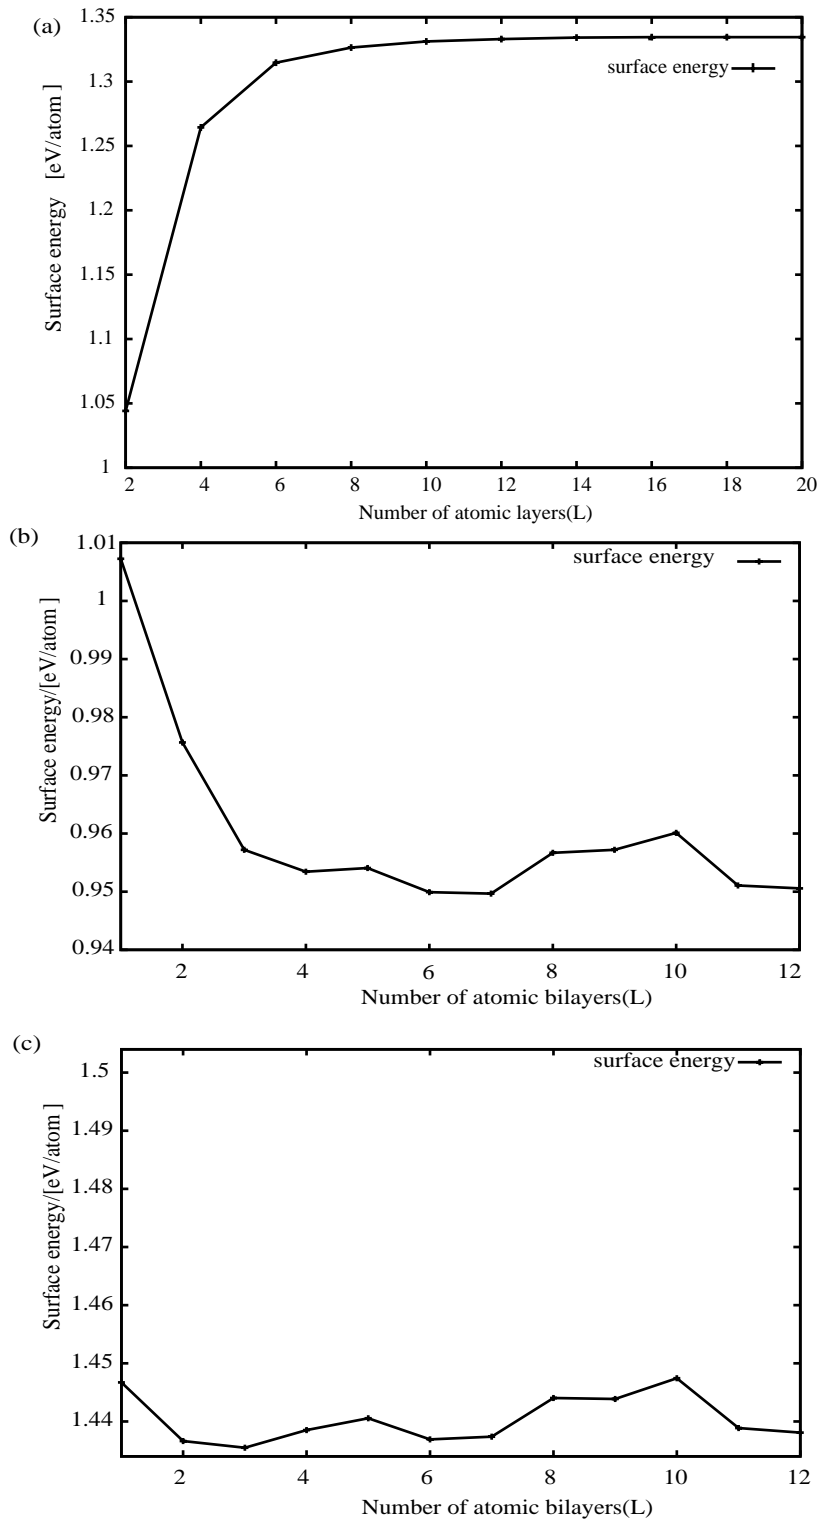 (a)
1.35
1.3
1.25
1.2
1.15
1.1
1.05
1
Surface energy [eV/atom ]
surface energy
2 4 6 8 10 12 14 16 18 20
Number of atomic layers(L)
(b)
1.01
1
0.99
0.98
0.97
0.96
0.95
0.94
Surface energy/[eV/atom ]
surface energy
2 4 6 8 10 12
Number of atomic bilayers(L)
(c)
1.5
1.49
1.48
1.47
1.46
1.45
1.44
Surface energy/[eV/atom ]
surface energy
2 4 6 8 10 12
Number of atomic bilayers(L)